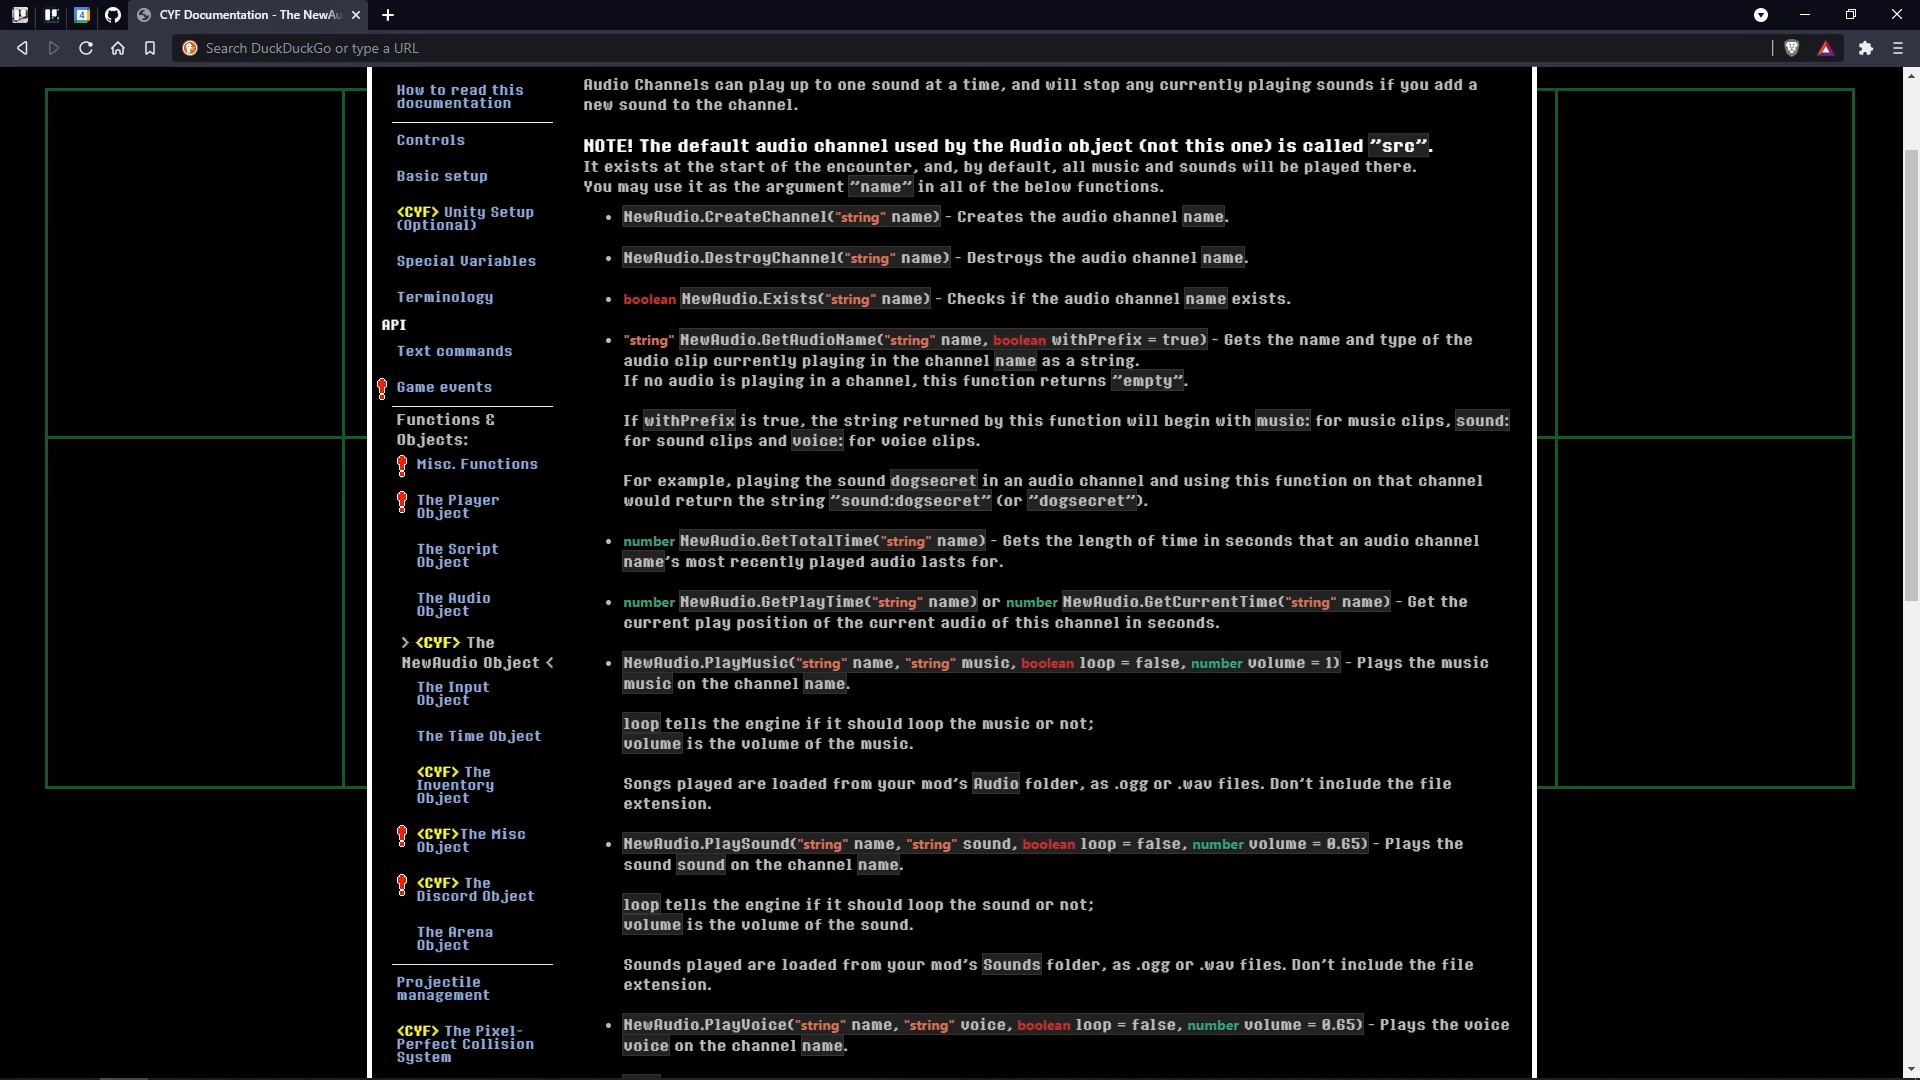 CYF Documentation - The NewAu
Search DuckDuckGo or type a URL
How to read this
documentation
Controls
Basic setup
<CYF> Unity Setup
(Optional)
Special Variables
Terminology
API
Text commands
Game events
Functions &
Objects:
Misc. Functions
The Player
Object
The Script
Object
The Audio
Object
> <CYF> The
NewAudio Object <
The Input
Object
The Time Object
<CYF> The
Inventory
Object
<CYF>The Misc
Object
<CYF> The
Discord Object
The Arena
Object
Projectile
management
<CYF> The Pixel-
Perfect Collision
System
Audio Channels can play up to one sound at a time, and will stop any currently playing sounds if you add a
new sound to the channel.
NOTE! The default audio channel used by the Audio object (not this one) is called "src".
It exists at the start of the encounter, and, by default, all music and sounds will be played there.
You may use it as the argument "name" in all of the below functions.
• NewAudio.CreateChannel("string" name) - Creates the audio channel name.
• NewAudio.DestroyChannel("string" name) - Destroys the audio channel name.
• boolean NewAudio.Exists("string" name) - Checks if the audio channel name exists.
• "string" NewAudio.GetAudioName("string" name, boolean withPrefix = true) - Gets the name and type of the
audio clip currently playing in the channel name as a string.
If no audio is playing in a channel, this function returns "empty".
If withPrefix is true, the string returned by this function will begin with music: for music clips, sound:
for sound clips and voice: for voice clips.
For example, playing the sound dogsecret in an audio channel and using this function on that channel
would return the string "sound:dogsecret" (or "dogsecret").
• number NewAudio.GetTotalTime("string" name) - Gets the length of time in seconds that an audio channel
name's most recently played audio lasts for.
• number NewAudio.GetPlayTime("string" name) or number NewAudio.GetCurrentTime("string" name) - Get the
current play position of the current audio of this channel in seconds.
• NewAudio.PlayMusic("string" name, "string" music, boolean loop = false, number volume = 1) - Plays the music
music on the channel name.
loop tells the engine if it should loop the music or not;
volume is the volume of the music.
Songs played are loaded from your mod's Audio folder, as .ogg or .wav files. Don't include the file
extension.
• NewAudio.PlaySound("string" name, "string" sound, boolean loop = false, number volume = 0.65) - Plays the
sound sound on the channel name.
loop tells the engine if it should loop the sound or not;
volume is the volume of the sound.
Sounds played are loaded from your mod's Sounds folder, as .ogg or .wav files. Don't include the file
extension.
• NewAudio.PlayVoice("string" name, "string" voice, boolean loop = false, number volume = 0.65) - Plays the voice
voice on the channel name.